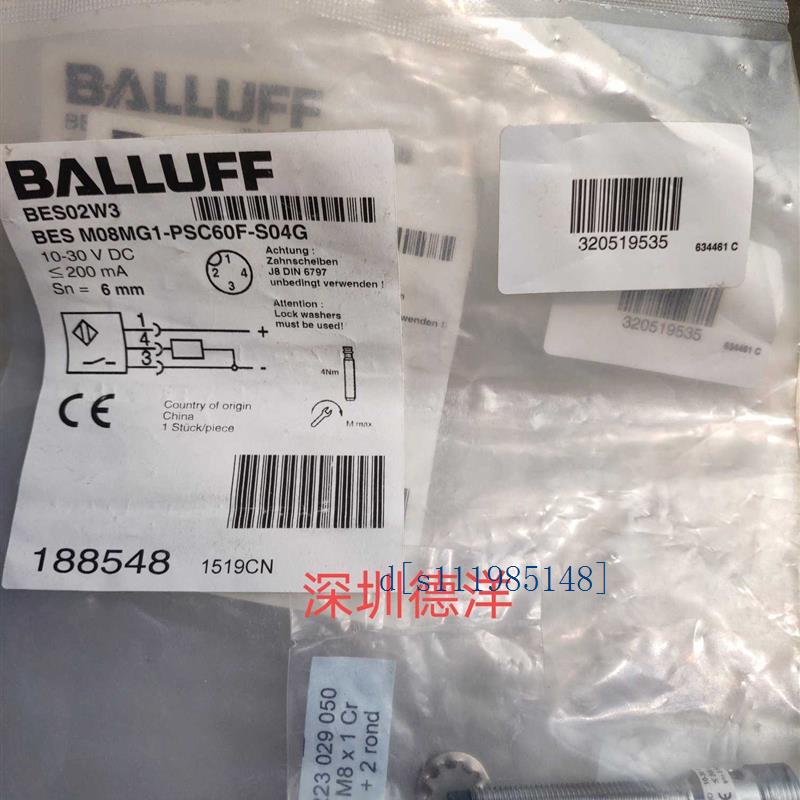 BALLUFF
BE
BALLUFF
BES02W3
BES M08MG1-PSC60F-S04G
10-30 V DC
≤ 200 mA
Sn = 6 mm
1
2 4
3
Achtung :
Zahnscheiben
J8 DIN 6797
unbedingt verwenden !
Attention :
Lock washers
must be used!
1
4
3
+
-
4Nm
M max.
CE
Country of origin
China
1 Stück/piece
188548
1519CN
320519535
634461 C
wenden !
320519535
634461 C
深圳德洋
d[s111985148]
223 029 050
M8 x 1 Cr
+ 2 rond